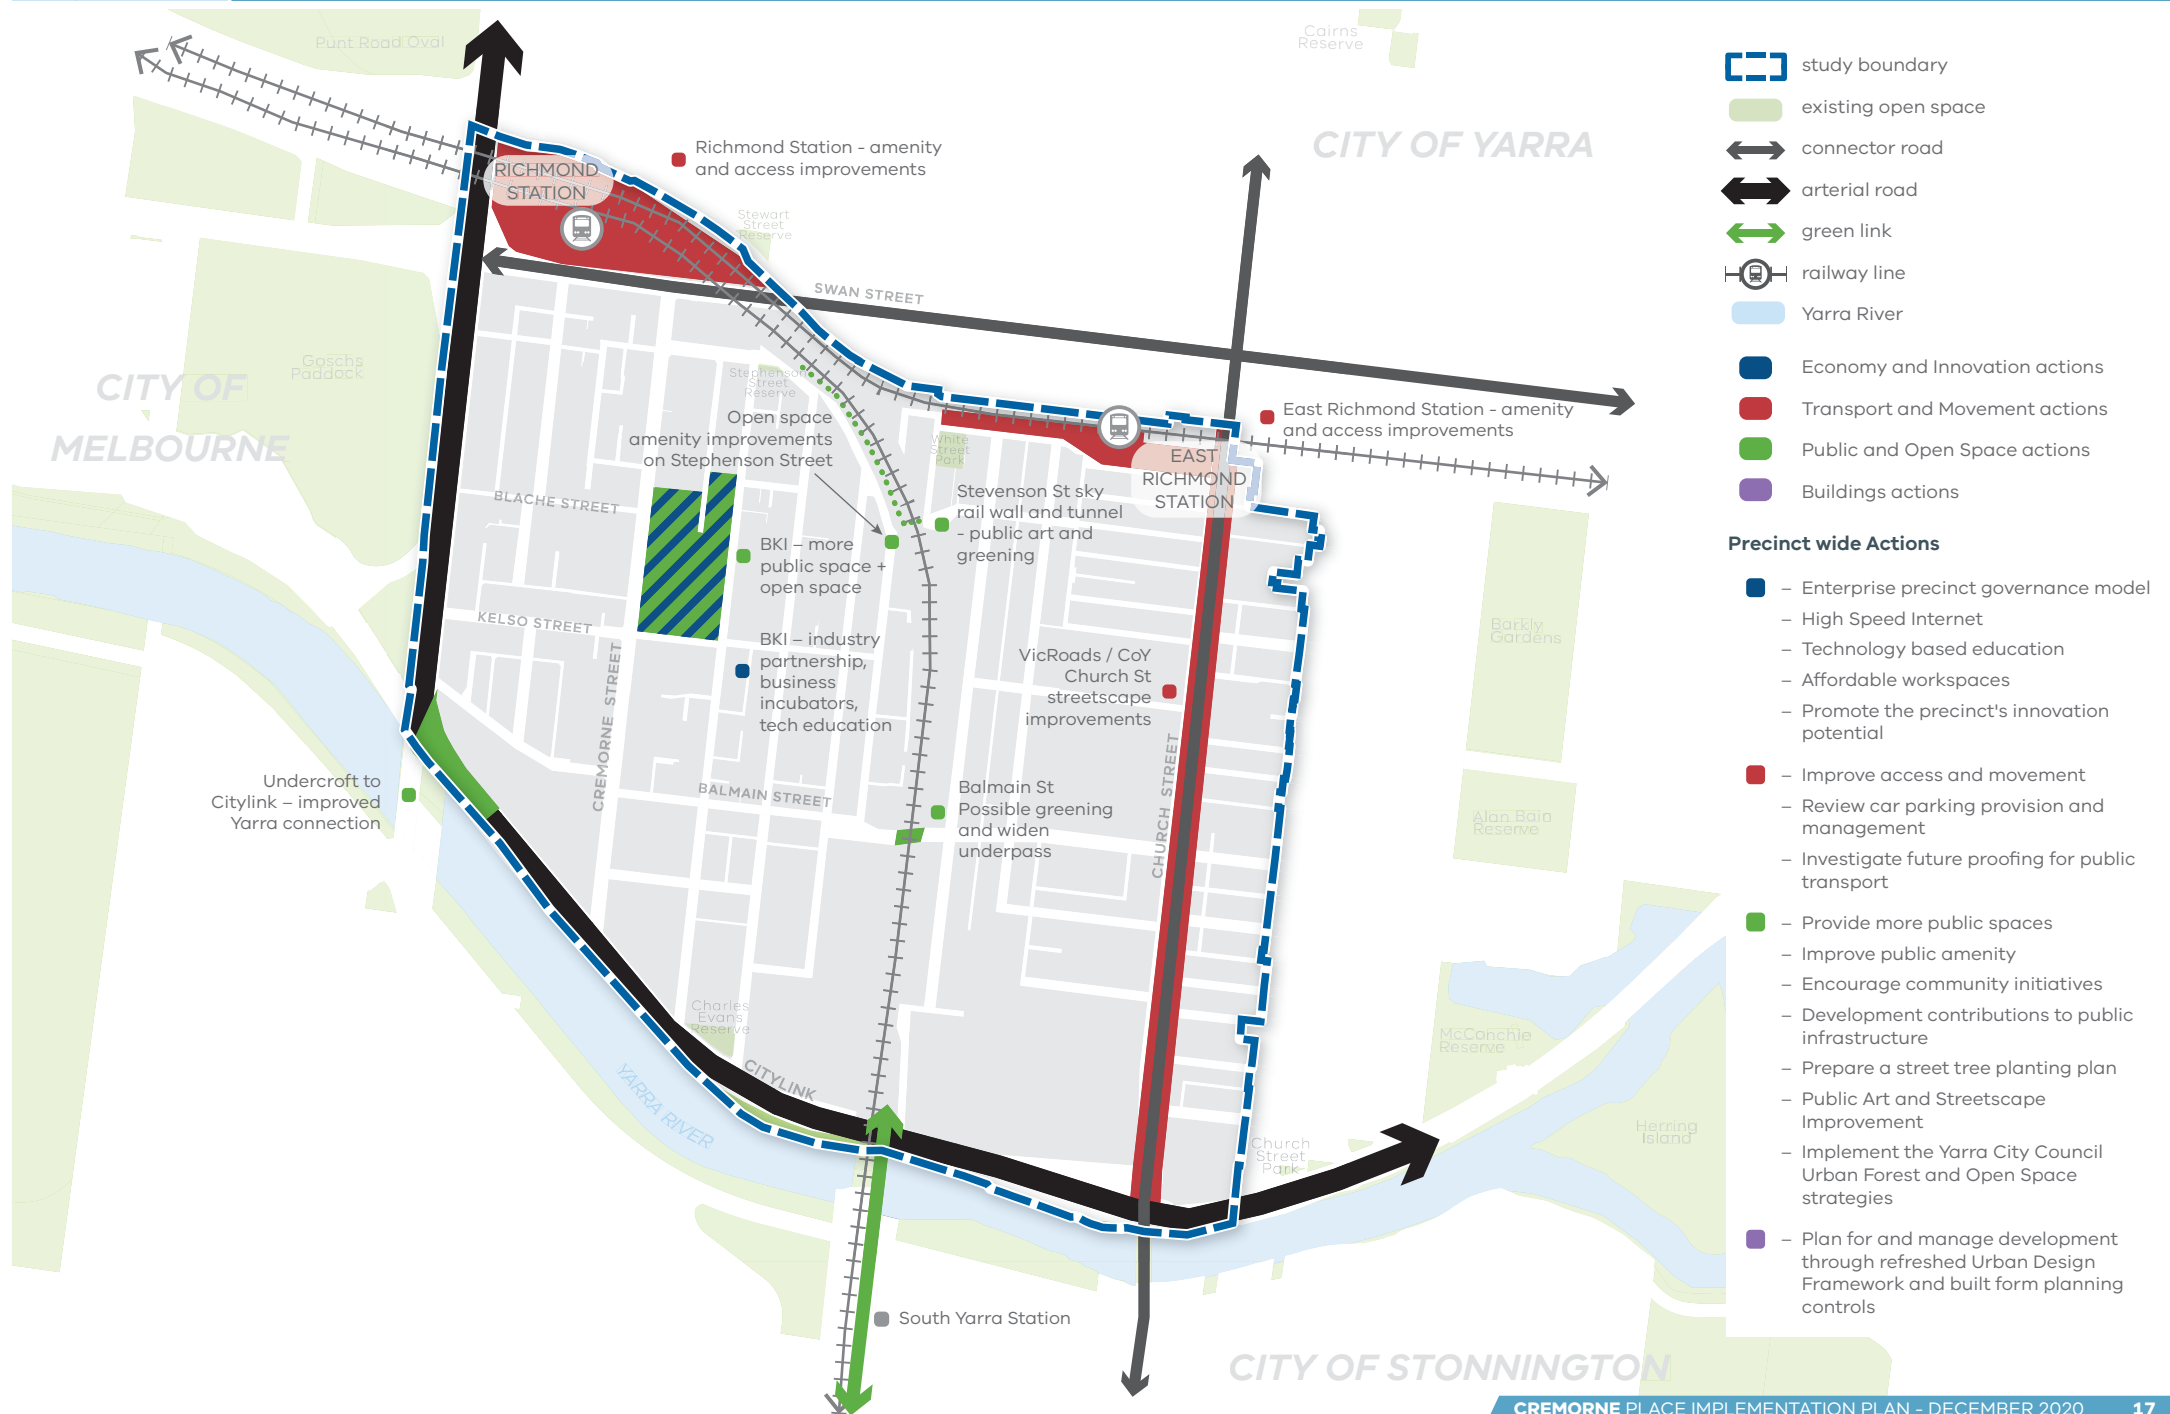 Punt Road Oval
Cairns
Reserve
CITY OF YARRA
Richmond Station - amenity
and access improvements
RICHMOND
STATION
Stewart
Street
Reserve
SWAN STREET
Goschs
Paddock
CITY OF
MELBOURNE
Stephenson
Street
Reserve
Open space
amenity improvements
on Stephenson Street
White
Street
Park
East Richmond Station - amenity
and access improvements
EAST
RICHMOND
STATION
BLACHE STREET
Stevenson St sky
rail wall and tunnel
- public art and
greening
BKI – more
public space +
open space
KELSO STREET
BKI – industry
partnership,
business
incubators,
tech education
CREMORNE STREET
VicRoads / CoY
Church St
streetscape
improvements
CHURCH STREET
Barkly
Gardens
Undercroft to
Citylink – improved
Yarra connection
BALMAIN STREET
Balmain St
Possible greening
and widen
underpass
Alan Bain
Reserve
Charles
Evans
Reserve
CITYLINK
YARRA RIVER
McConchie
Reserve
Herring
Island
Church
Street
Park
South Yarra Station
CITY OF STONNINGTON
study boundary
existing open space
connector road
arterial road
green link
railway line
Yarra River
Economy and Innovation actions
Transport and Movement actions
Public and Open Space actions
Buildings actions
Precinct wide Actions
– Enterprise precinct governance model
– High Speed Internet
– Technology based education
– Affordable workspaces
– Promote the precinct's innovation
potential
– Improve access and movement
– Review car parking provision and
management
– Investigate future proofing for public
transport
– Provide more public spaces
– Improve public amenity
– Encourage community initiatives
– Development contributions to public
infrastructure
– Prepare a street tree planting plan
– Public Art and Streetscape
Improvement
– Implement the Yarra City Council
Urban Forest and Open Space
strategies
– Plan for and manage development
through refreshed Urban Design
Framework and built form planning
controls
CREMORNE PLACE IMPLEMENTATION PLAN - DECEMBER 2020 17